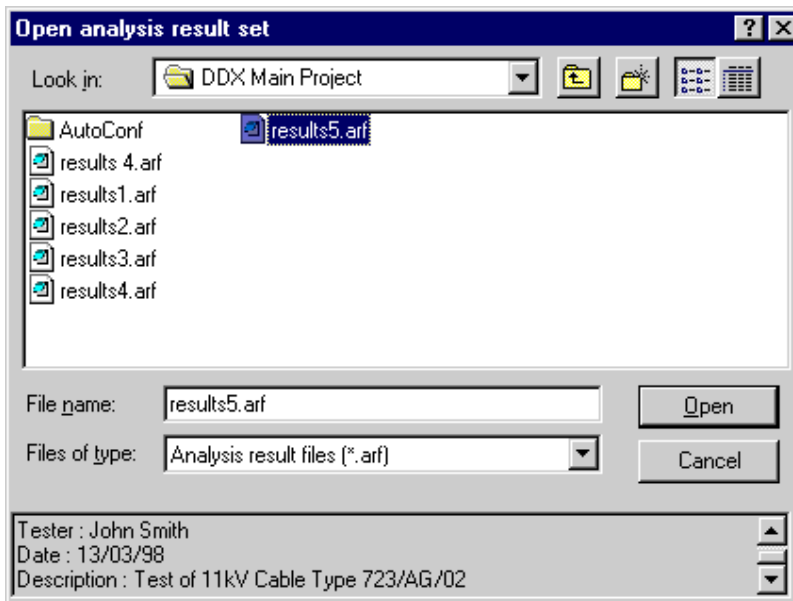 Open analysis result set
Look in: DDX Main Project
AutoConf
results 4.arf
results1.arf
results2.arf
results3.arf
results4.arf
results5.arf
File name: results5.arf
Open
Files of type: Analysis result files (*.arf)
Cancel
Tester : John Smith
Date : 13/03/98
Description : Test of 11kV Cable Type 723/AG/02